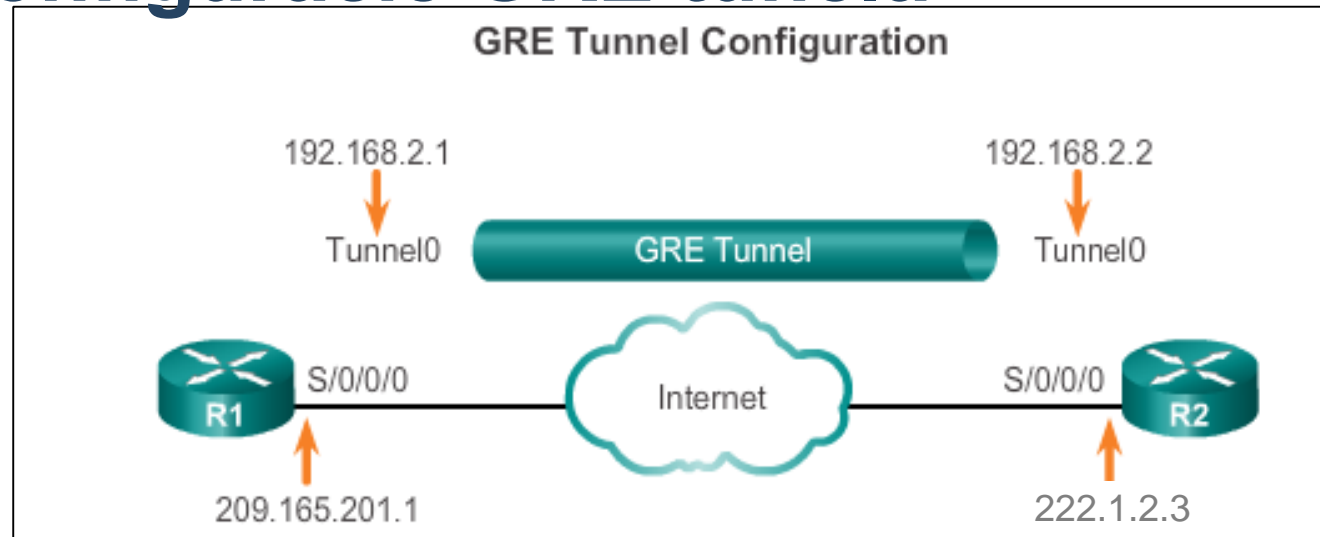 GRE Tunnel Configuration
192.168.2.1
192.168.2.2
Tunnel0
GRE Tunnel
Tunnel0
S/0/0/0
Internet
S/0/0/0
R1
R2
209.165.201.1
222.1.2.3